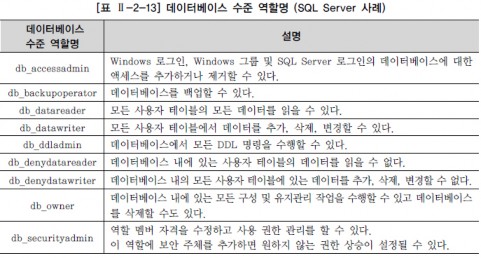 [표 Ⅱ-2-13] 데이터베이스 수준 역할명 (SQL Server 사례)
데이터베이스
수준 역할명
설명
db_accessadmin
Windows 로그인, Windows 그룹 및 SQL Server 로그인의 데이터베이스에 대한
액세스를 추가하거나 제거할 수 있다.
db_backupoperator
데이터베이스를 백업할 수 있다.
db_datareader
모든 사용자 테이블의 모든 데이터를 읽을 수 있다.
db_datawriter
모든 사용자 테이블에서 데이터를 추가, 삭제, 변경할 수 있다.
db_ddladmin
데이터베이스에서 모든 DDL 명령을 수행할 수 있다.
db_denydatareader
데이터베이스 내에 있는 사용자 테이블의 데이터를 읽을 수 없다.
db_denydatawriter
데이터베이스 내의 모든 사용자 테이블에 있는 데이터를 추가, 삭제, 변경할 수 없다.
db_owner
데이터베이스 내에 있는 모든 구성 및 유지관리 작업을 수행할 수 있고 데이터베이스
를 삭제할 수도 있다.
db_securityadmin
역할 멤버 자격을 수정하고 사용 권한 관리를 할 수 있다.
이 역할에 보안 주체를 추가하면 원하지 않는 권한 상승이 설정될 수 있다.